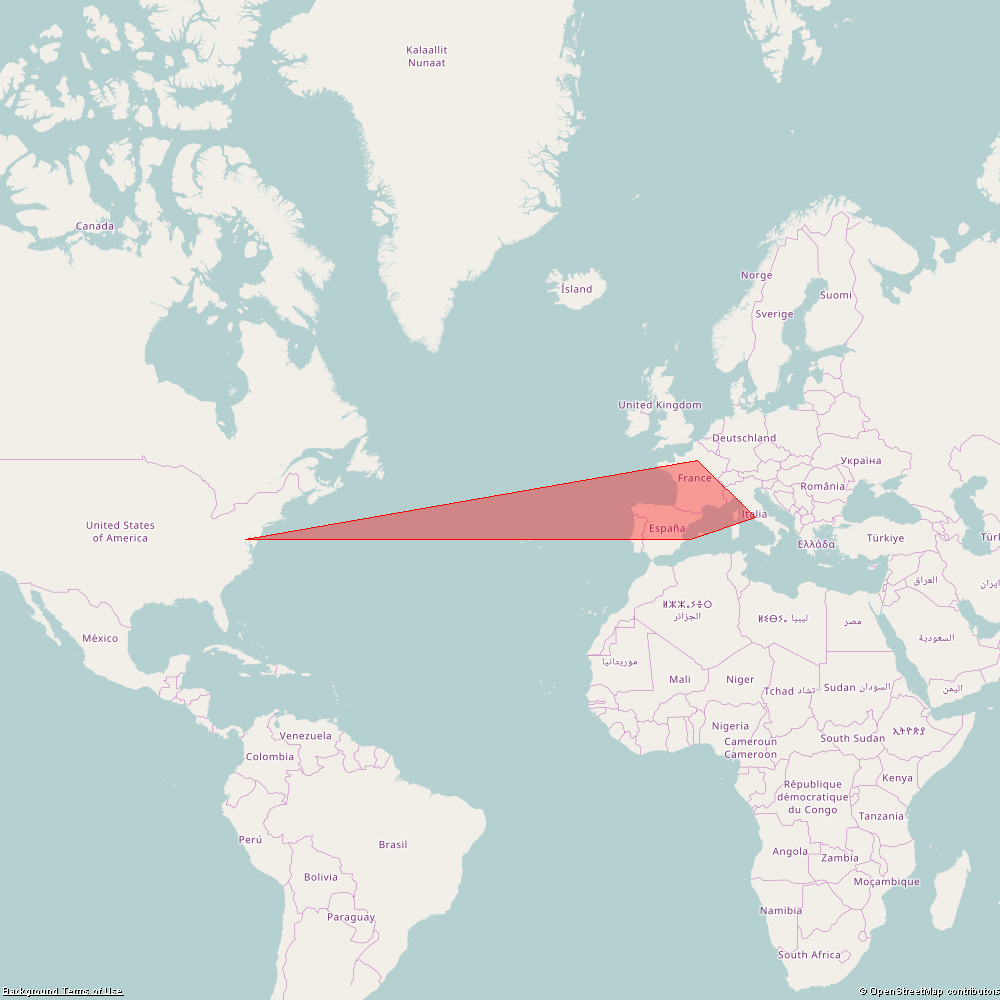 Kalaallit
Nunaat
Canada
Ísland
Norge
Suomi
Sverige
United Kingdom
Deutschland
Україна
France
România
United States
of America
Italia
España
Türkiye
Ελλάδα
العراق
México
ⵍⵣⵣⴰⵢⴻⵔ
الجزائر
ⵍⵉⴱⵢⴰ ليبيا
مصر
السعودية
موريتانيا
Mali
Niger
Tchad تشاد
Sudan السودان
اليمن
Nigeria
Venezuela
South Sudan
ኢትዮጵያ
Cameroun
Cameroon
Colombia
Kenya
République
démocratique
du Congo
Tanzania
Perú
Brasil
Angola
Zambia
Bolivia
Moçambique
Namibia
Paraguay
South Africa
Background Terms of Use
© OpenStreetMap contributors